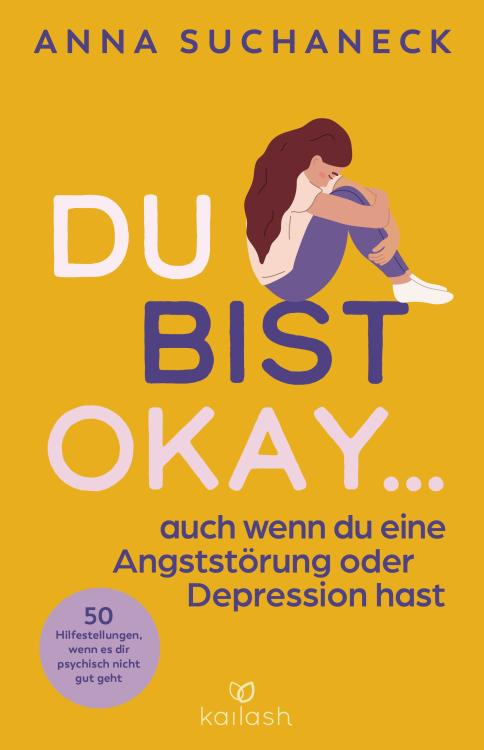 ANNA SUCHANECK
DU
BIST
OKAY...
auch wenn du eine
Angststörung oder
Depression hast
50
Hilfestellungen,
wenn es dir
psychisch nicht
gut geht
kailash